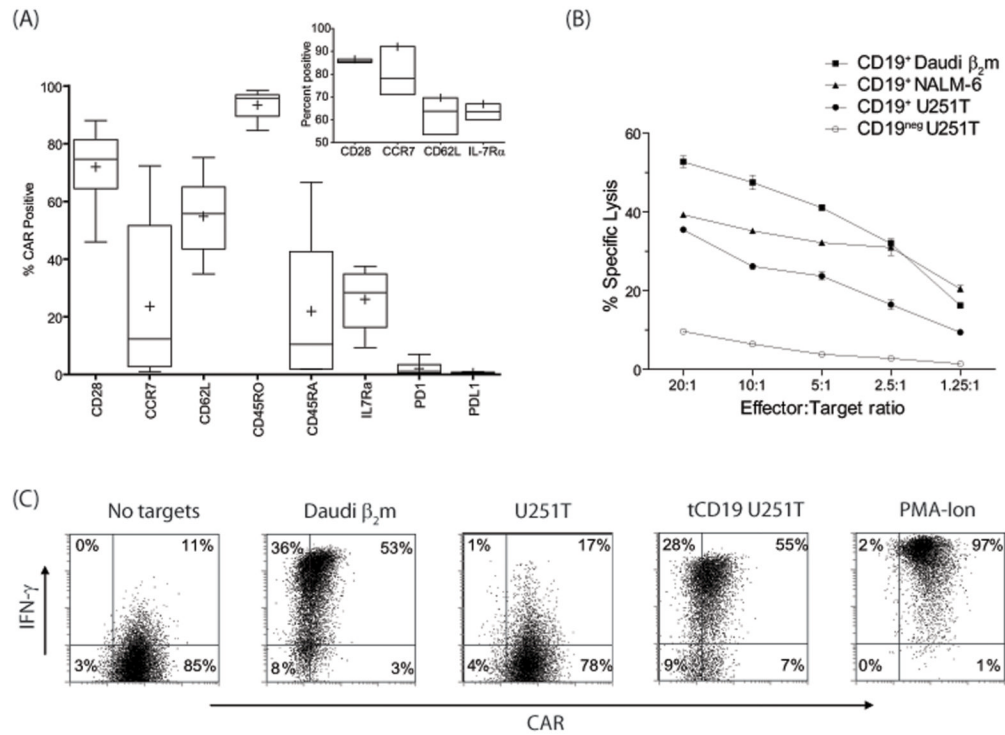 (A)
% CAR Positive
100
80
60
40
20
0
CD28
CCR7
CD62L
CD45RO
CD45RA
IL7Ra
PD1
PDL1
Percent positive
100
90
80
70
60
50
CD28 CCR7 CD62L IL-7Rα
(B)
CD19⁺ Daudi β₂m
CD19⁺ NALM-6
CD19⁺ U251T
CD19ⁿᵉᵍ U251T
% Specific Lysis
60
40
20
0
20:1 10:1 5:1 2.5:1 1.25:1
Effector:Target ratio
(C)
No targets Daudi β₂m U251T tCD19 U251T PMA-Ion
0% 11% 36% 53% 1% 17% 28% 55% 2% 97%
IFN-γ
3% 85% 8% 3% 4% 78% 9% 7% 0% 1%
CAR